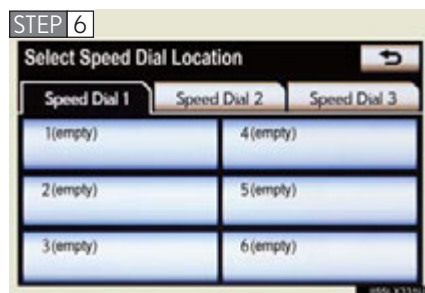 STEP 6
Select Speed Dial Location
Speed Dial 1 Speed Dial 2 Speed Dial 3
1(empty) 4(empty)
2(empty) 5(empty)
3(empty) 6(empty)